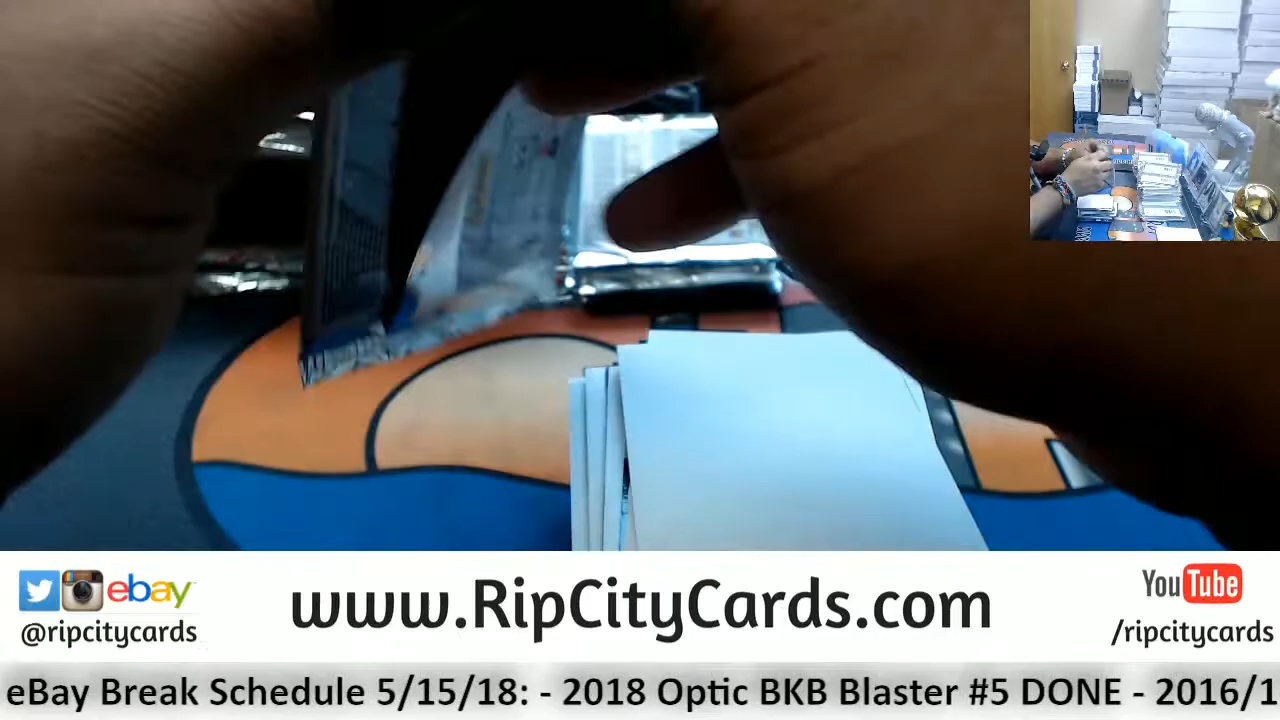 ebay
@ripcitycards
www.RipCityCards.com
YouTube
/ripcitycards
eBay Break Schedule 5/15/18: - 2018 Optic BKB Blaster #5 DONE - 2016/1